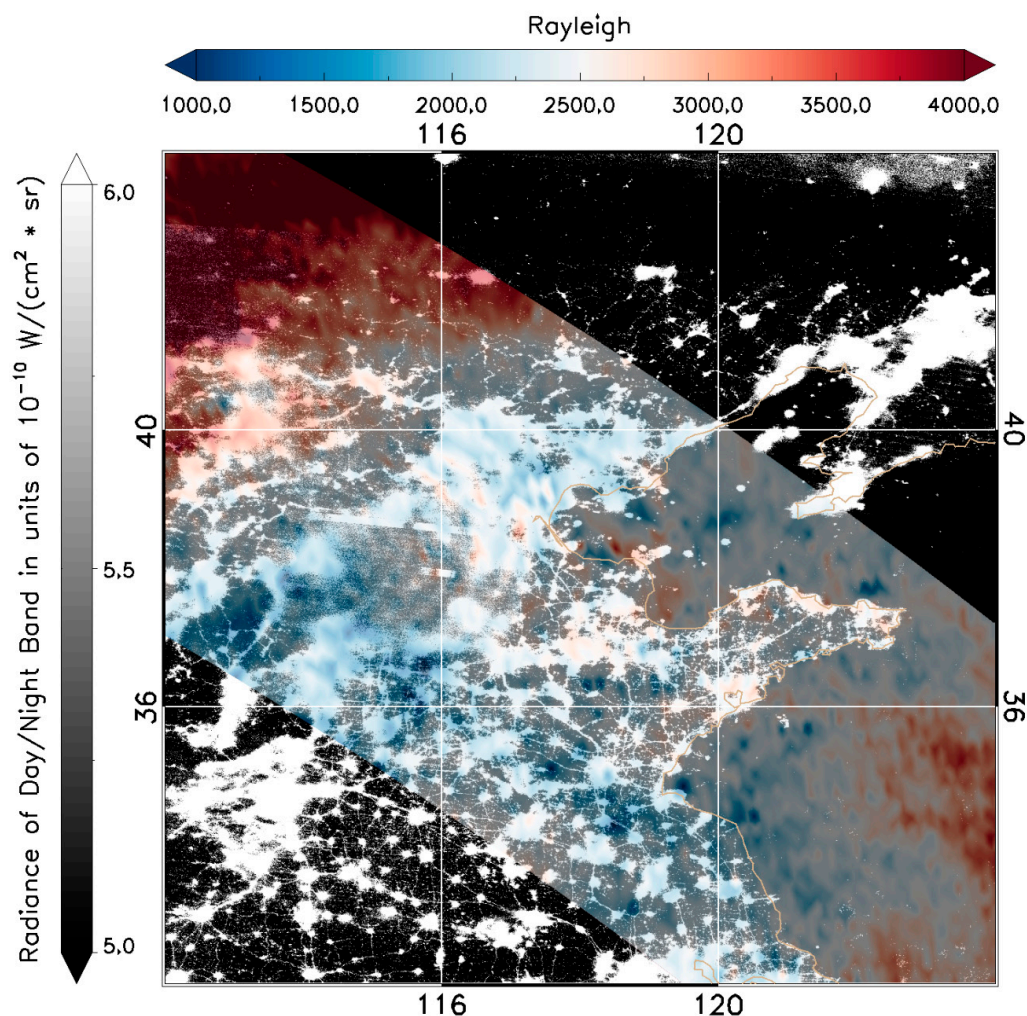 Rayleigh
1000,0 1500,0 2000,0 2500,0 3000,0 3500,0 4000,0
116 120
6,0
5,5
5,0
Radiance of Day/Night Band in units of 10⁻¹⁰ W/(cm² * sr)
40 40
36 36
116 120